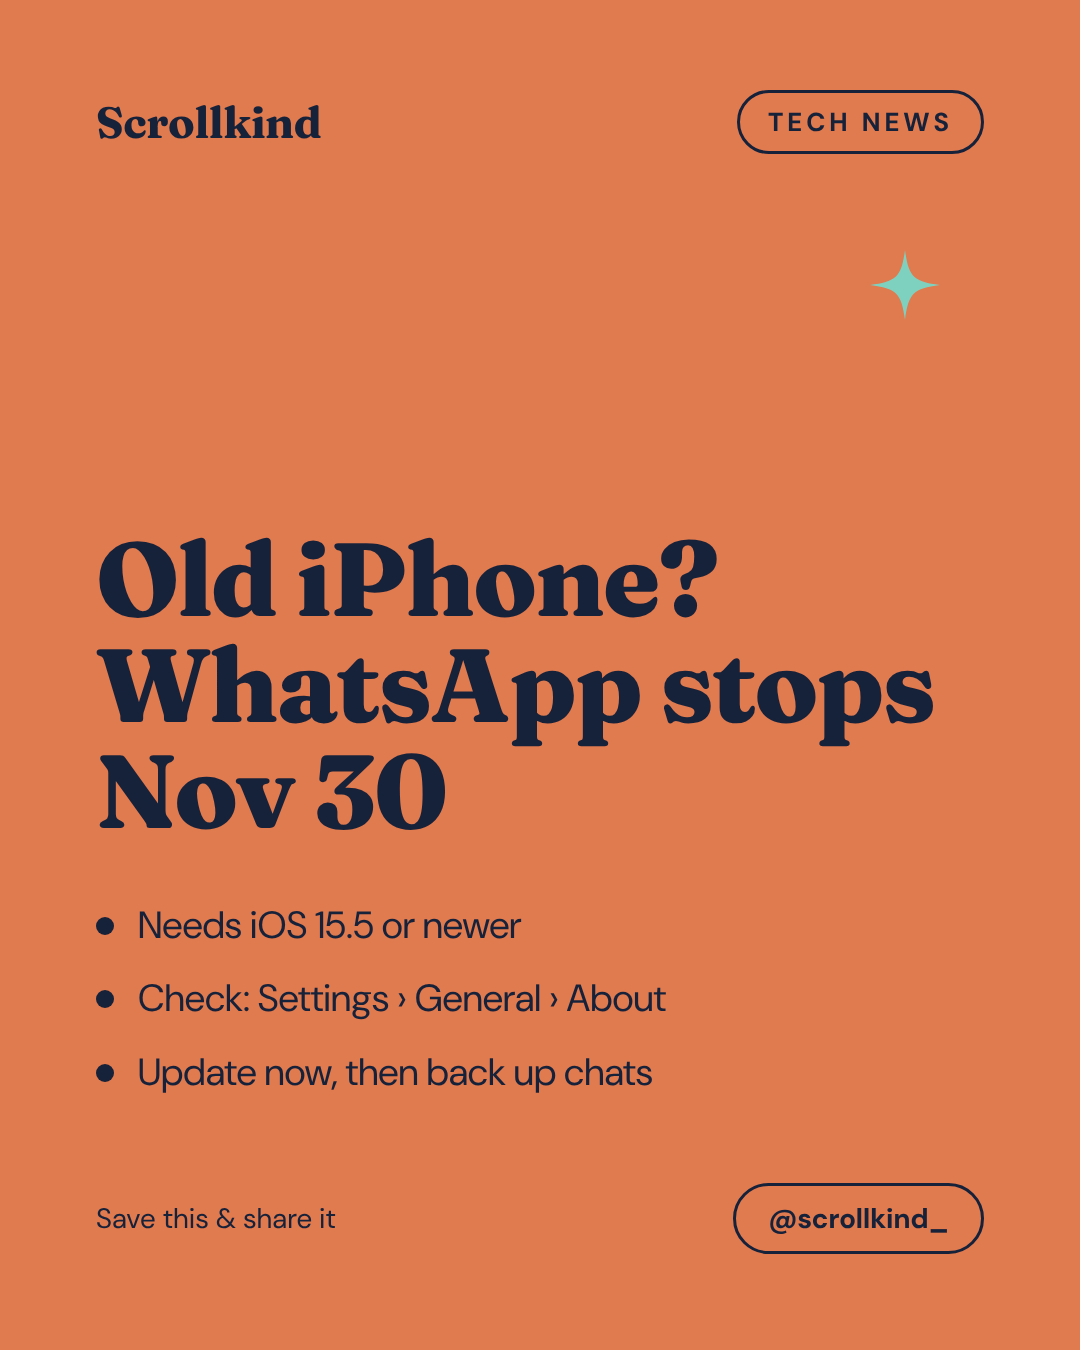 Scrollkind
TECH NEWS
Old iPhone?
WhatsApp stops
Nov 30
Needs iOS 15.5 or newer
Check: Settings › General › About
Update now, then back up chats
Save this & share it
@scrollkind_